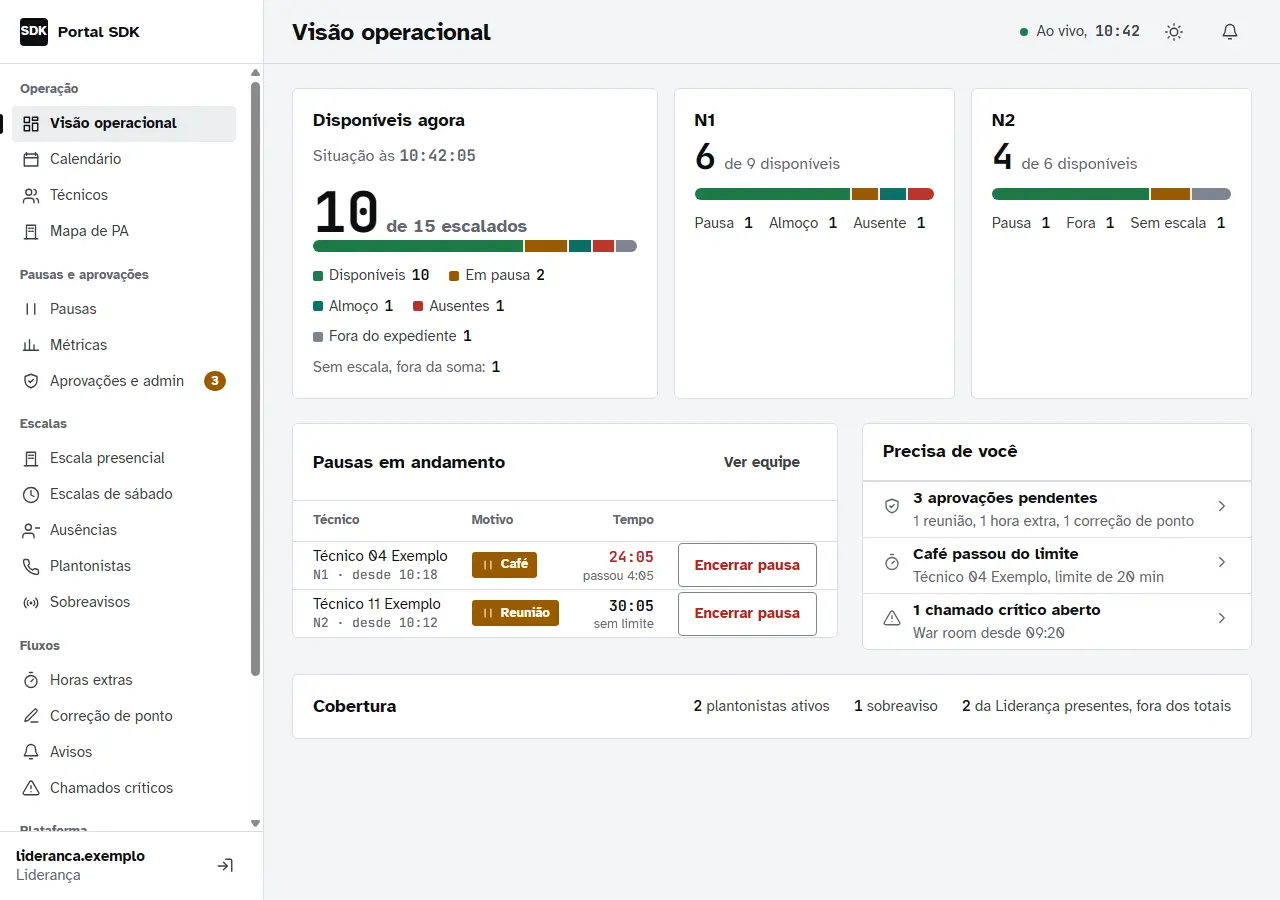 SDK Portal SDK
Operação
Visão operacional
Calendário
Técnicos
Mapa de PA
Pausas e aprovações
Pausas
Métricas
Aprovações e admin 3
Escalas
Escala presencial
Escalas de sábado
Ausências
Plantonistas
Sobreavisos
Fluxos
Horas extras
Correção de ponto
Avisos
Chamados críticos
Plataforma
lideranca.exemplo
Liderança
Visão operacional
Ao vivo, 10:42
Disponíveis agora
Situação às 10:42:05
10 de 15 escalados
Disponíveis 10 Em pausa 2
Almoço 1 Ausentes 1
Fora do expediente 1
Sem escala, fora da soma: 1
N1
6 de 9 disponíveis
Pausa 1 Almoço 1 Ausente 1
N2
4 de 6 disponíveis
Pausa 1 Fora 1 Sem escala 1
Pausas em andamento Ver equipe
Técnico Motivo Tempo
Técnico 04 Exemplo Café 24:05 Encerrar pausa
N1 · desde 10:18 passou 4:05
Técnico 11 Exemplo Reunião 30:05 Encerrar pausa
N2 · desde 10:12 sem limite
Precisa de você
3 aprovações pendentes
1 reunião, 1 hora extra, 1 correção de ponto
Café passou do limite
Técnico 04 Exemplo, limite de 20 min
1 chamado crítico aberto
War room desde 09:20
Cobertura 2 plantonistas ativos 1 sobreaviso 2 da Liderança presentes, fora dos totais